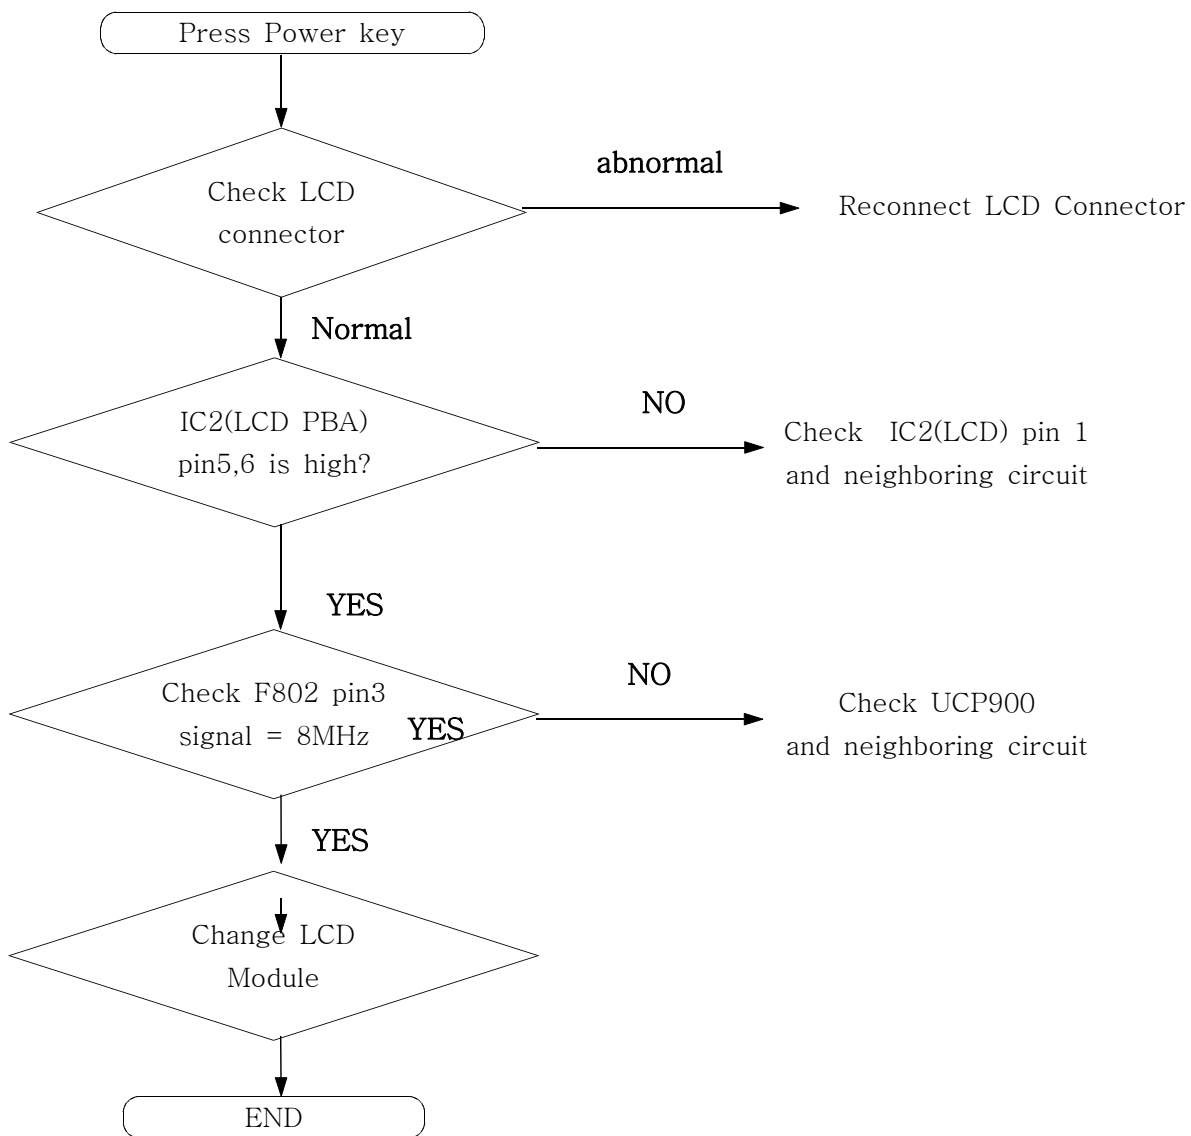 Press Power key
abnormal
Check LCD
connector
Reconnect LCD Connector
Normal
IC2(LCD PBA)
pin5,6 is high?
NO
Check IC2(LCD) pin 1
and neighboring circuit
YES
Check F802 pin3
signal = 8MHz
YES
NO
Check UCP900
and neighboring circuit
YES
Change LCD
Module
END